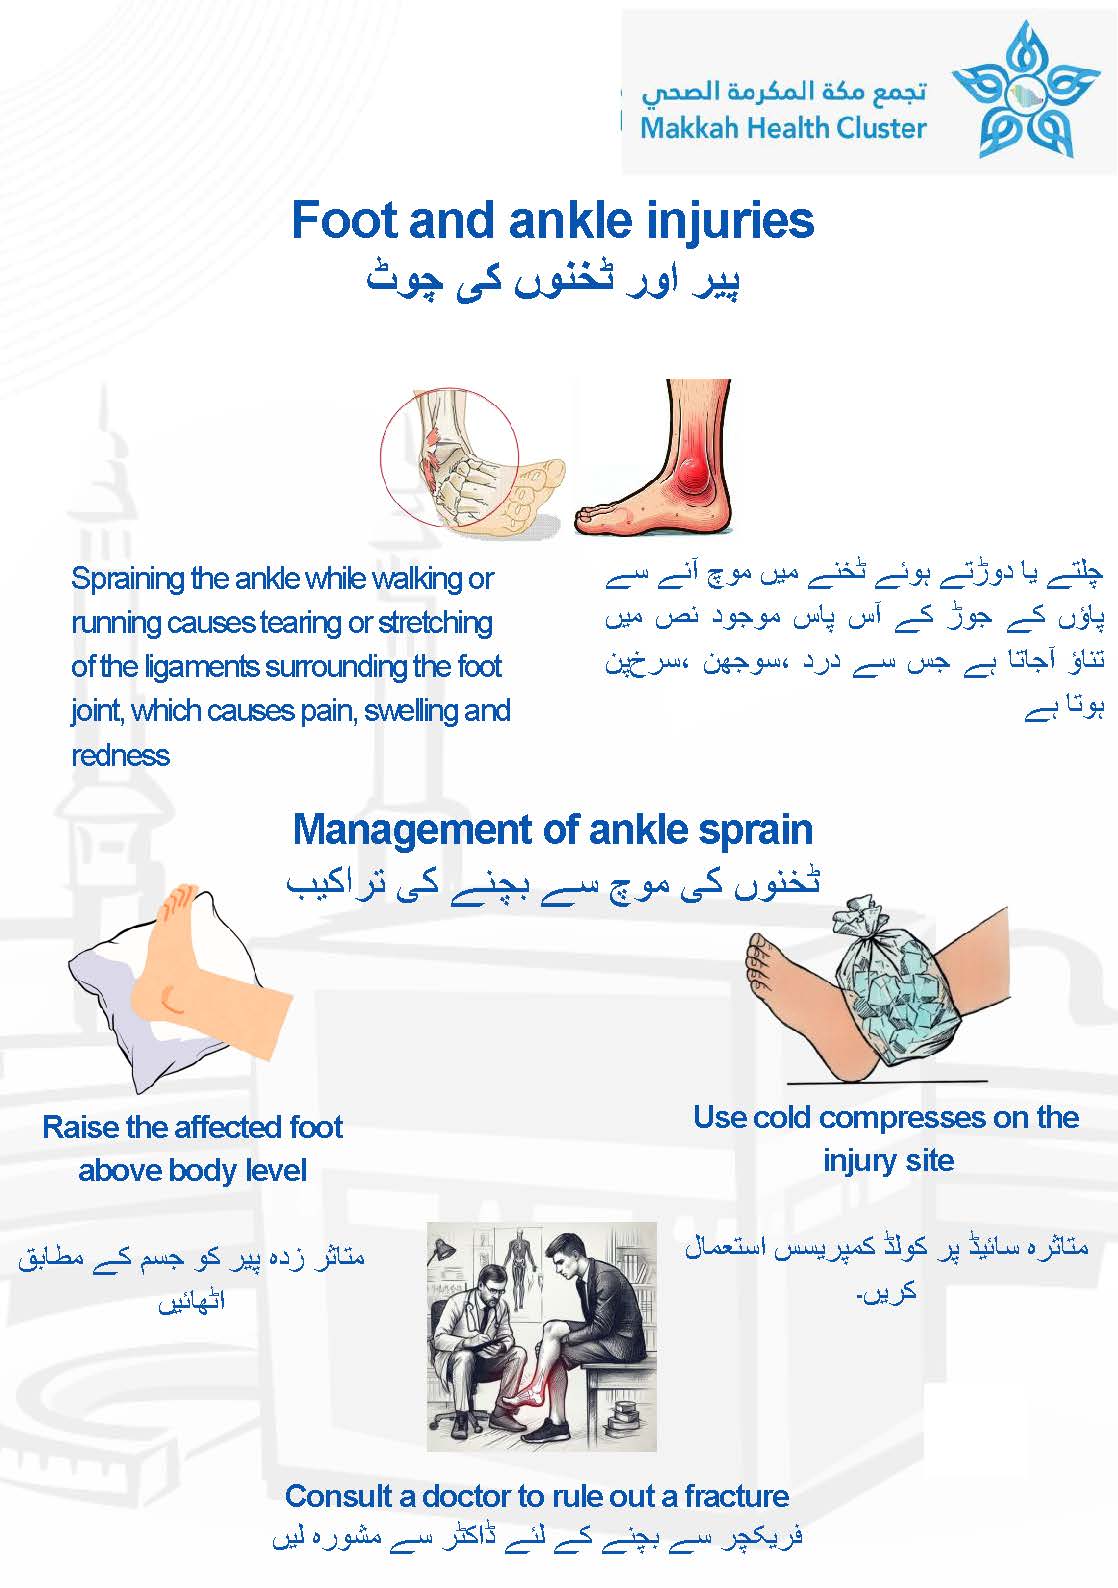 تجمع مكة المكرمة الصحي
Makkah Health Cluster
Foot and ankle injuries
پیر اور ٹخنوں کی چوٹ
Spraining the ankle while walking or
running causes tearing or stretching
of the ligaments surrounding the foot
joint, which causes pain, swelling and
redness
چلتے یا دوڑتے ہوئے ٹخنے میں موچ آنے سے
پاؤں کے جوڑ کے آس پاس موجود نص میں
تناؤ آجاتا ہے جس سے درد ،سوجھن ،سرخپن
ہوتا ہے
Management of ankle sprain
ٹخنوں کی موچ سے بچنے کی تراکیب
Raise the affected foot
above body level
متاثر زدہ پیر کو جسم کے مطابق
اٹھائیں
Use cold compresses on the
injury site
متاثرہ سائیڈ پر کولڈ کمپریسس استعمال
کریں۔
Consult a doctor to rule out a fracture
فریکچر سے بچنے کے لئے ڈاکٹر سے مشورہ لیں